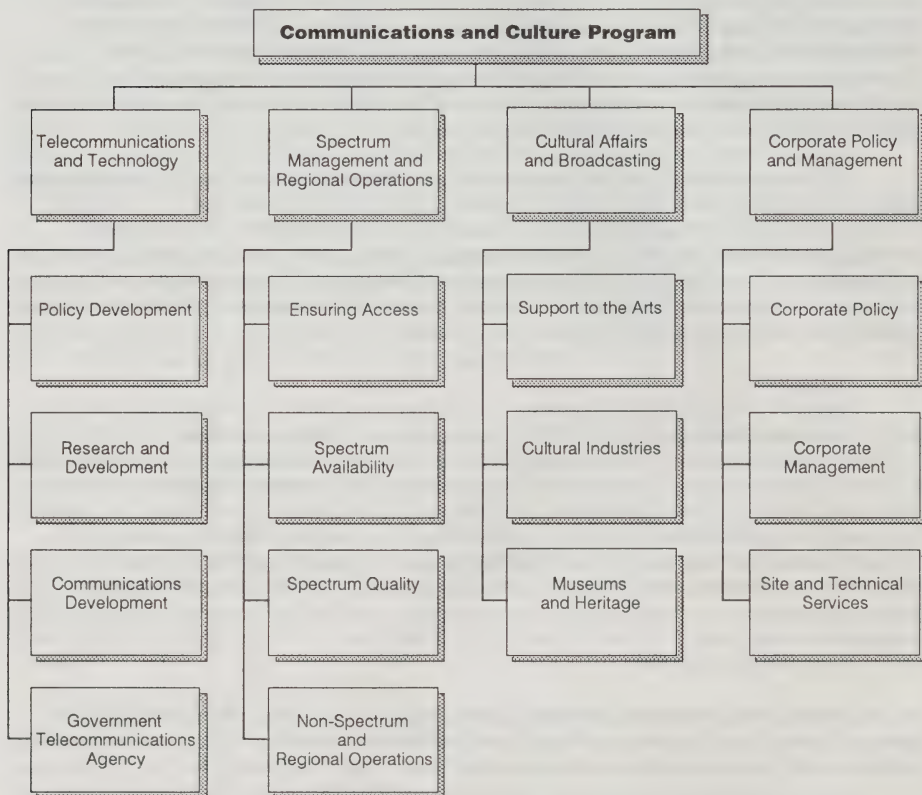 Communications and Culture Program
Telecommunications
and Technology
Spectrum
Management and
Regional Operations
Cultural Affairs
and Broadcasting
Corporate Policy
and Management
Policy Development
Ensuring Access
Support to the Arts
Corporate Policy
Research and
Development
Spectrum
Availability
Cultural Industries
Corporate
Management
Communications
Development
Spectrum Quality
Museums
and Heritage
Site and Technical
Services
Government
Telecommunications
Agency
Non-Spectrum
and
Regional Operations